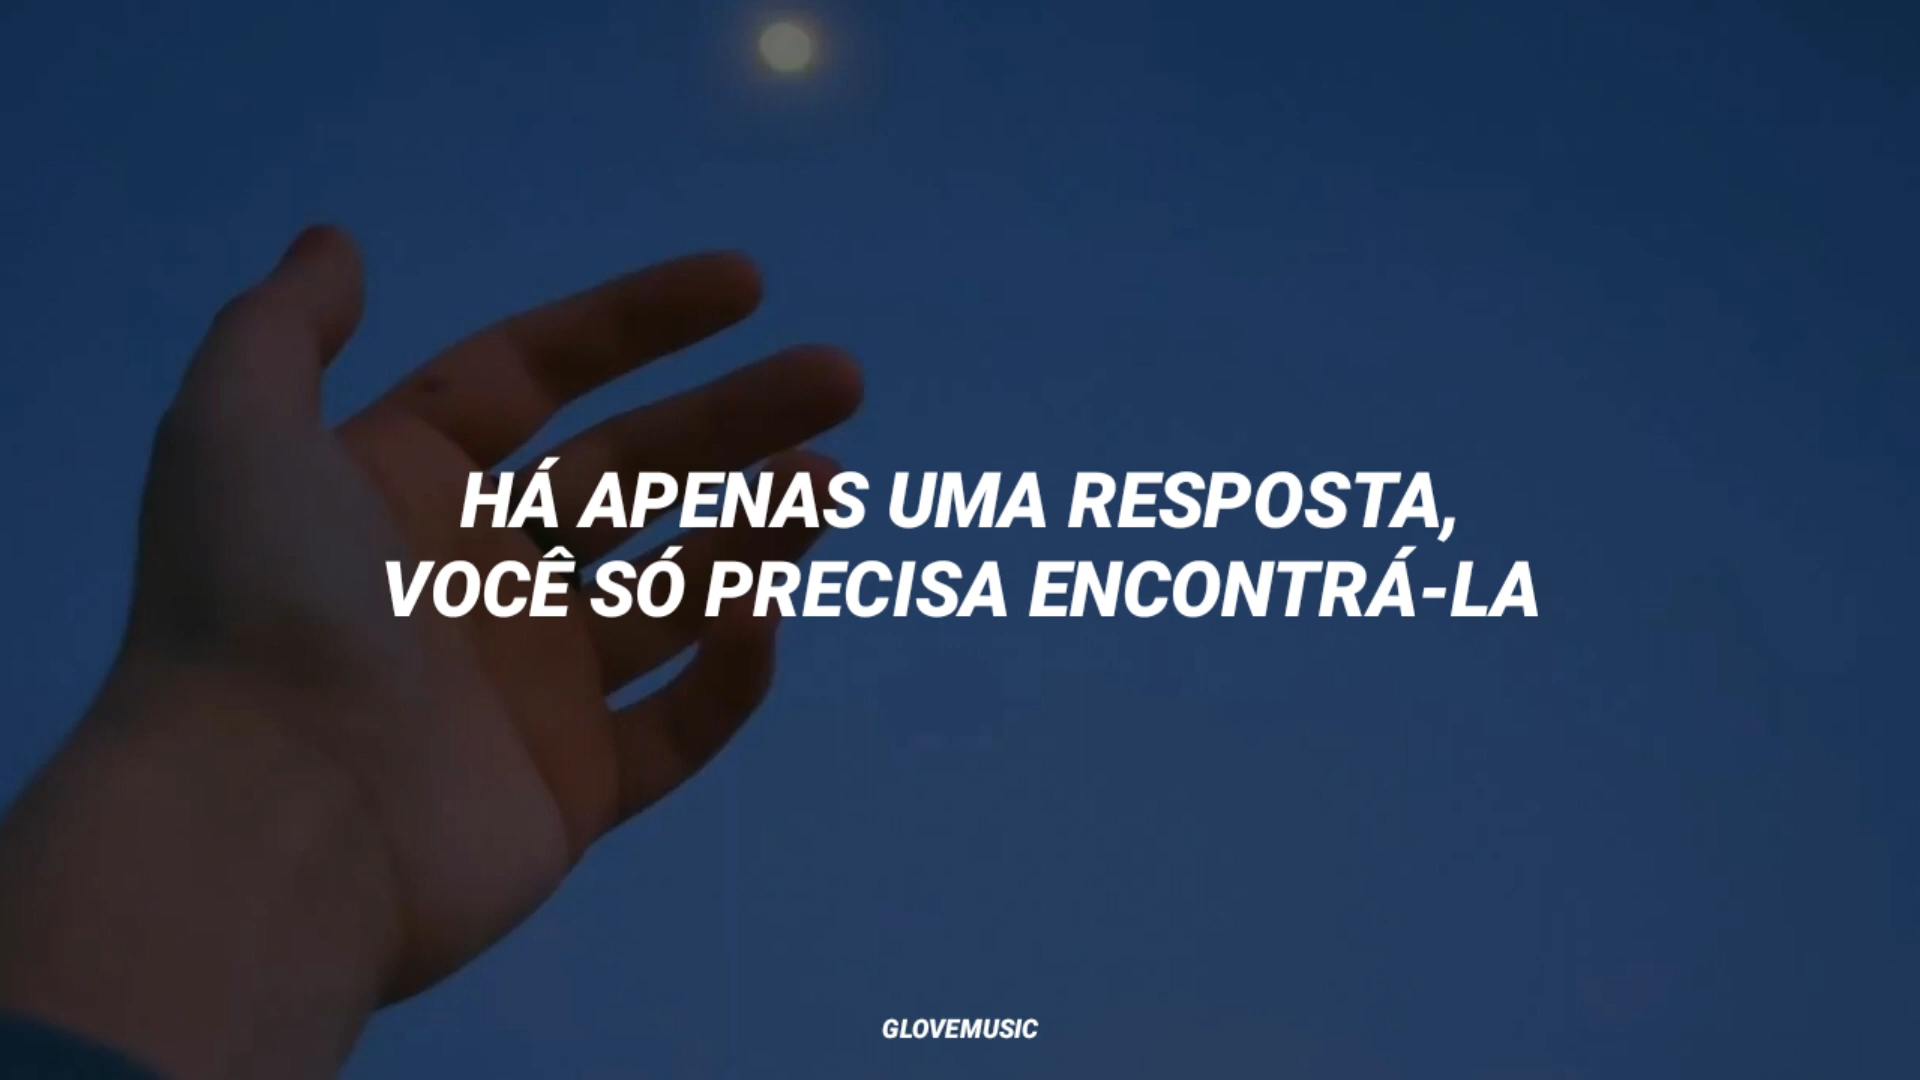 HÁ APENAS UMA RESPOSTA,
VOCÊ SÓ PRECISA ENCONTRÁ-LA
GLOVEMUSIC